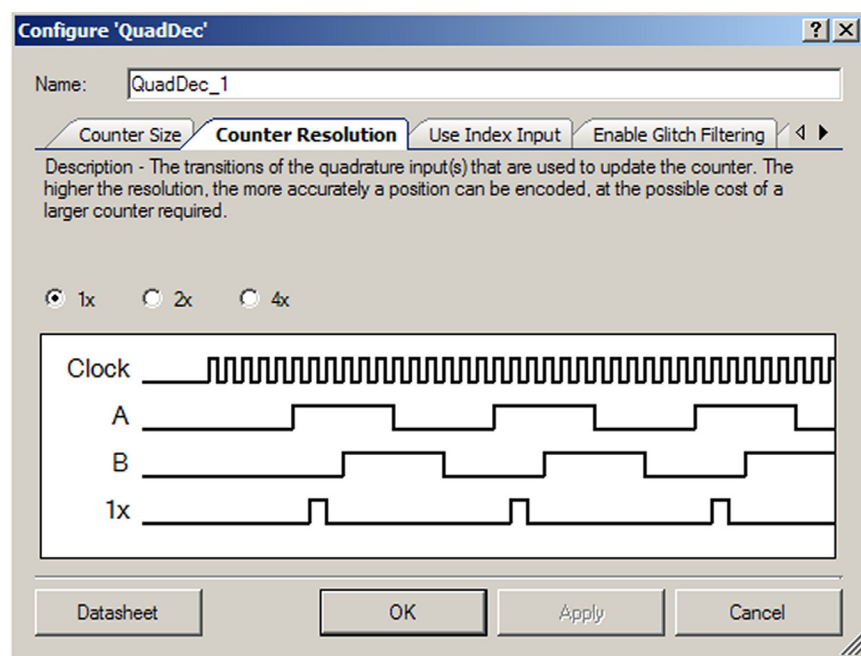 Configure 'QuadDec'
Name: QuadDec_1
Counter Size Counter Resolution Use Index Input Enable Glitch Filtering
Description - The transitions of the quadrature input(s) that are used to update the counter. The
higher the resolution, the more accurately a position can be encoded, at the possible cost of a
larger counter required.
1x 2x 4x
Clock
A
B
1x
Datasheet OK Apply Cancel